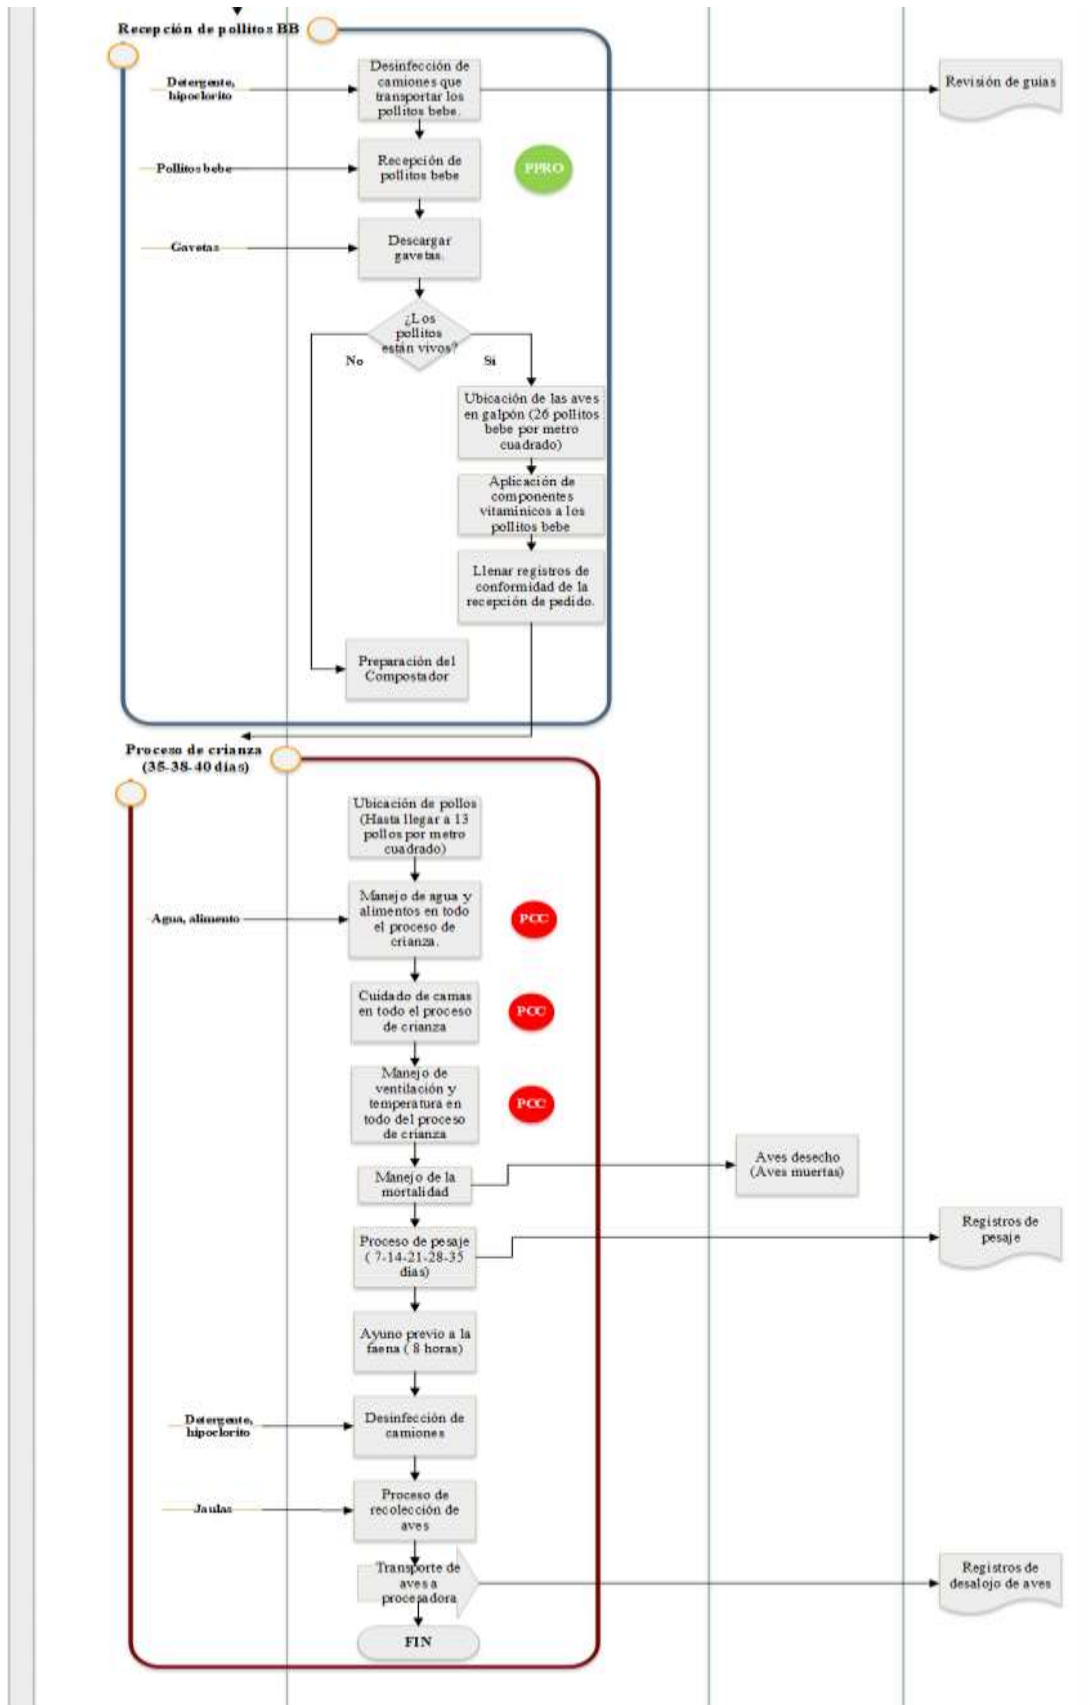 Recepción de pollitos BB
Detergente,
hipoclorito
Desinfección de
camiones que
transportar los
pollitos bebe.
Revisión de guías
Pollitos bebe
Recepción de
pollitos bebe
PPRO
Gavetas
Descargar
gavetas.
¿Los
pollitos
están vivos?
No
Si
Ubicación de las aves
en galpón (26 pollitos
bebe por metro
cuadrado)
Aplicación de
componentes
vitamínicos a los
pollitos bebe
Llenar registros de
conformidad de la
recepción de pedido.
Preparación del
Compostador
Proceso de crianza
(35-38-40 días)
Ubicación de pollos
(Hasta llegar a 13
pollos por metro
cuadrado)
Agua, alimento
Manejo de agua y
alimentos en todo
el proceso de
crianza.
PCC
Cuidado de camas
en todo el proceso
de crianza
PCC
Manejo de
ventilación y
temperatura en
todo del proceso
de crianza
PCC
Manejo de la
mortalidad
Aves desecho
(Aves muertas)
Proceso de pesaje
( 7-14-21-28-35
días)
Registros de
pesaje
Ayuno previo a la
faena ( 8 horas)
Detergente,
hipoclorito
Desinfección de
camiones
Jaulas
Proceso de
recolección de
aves
Transporte de
aves a
procesadora
Registros de
desalojo de aves
FIN